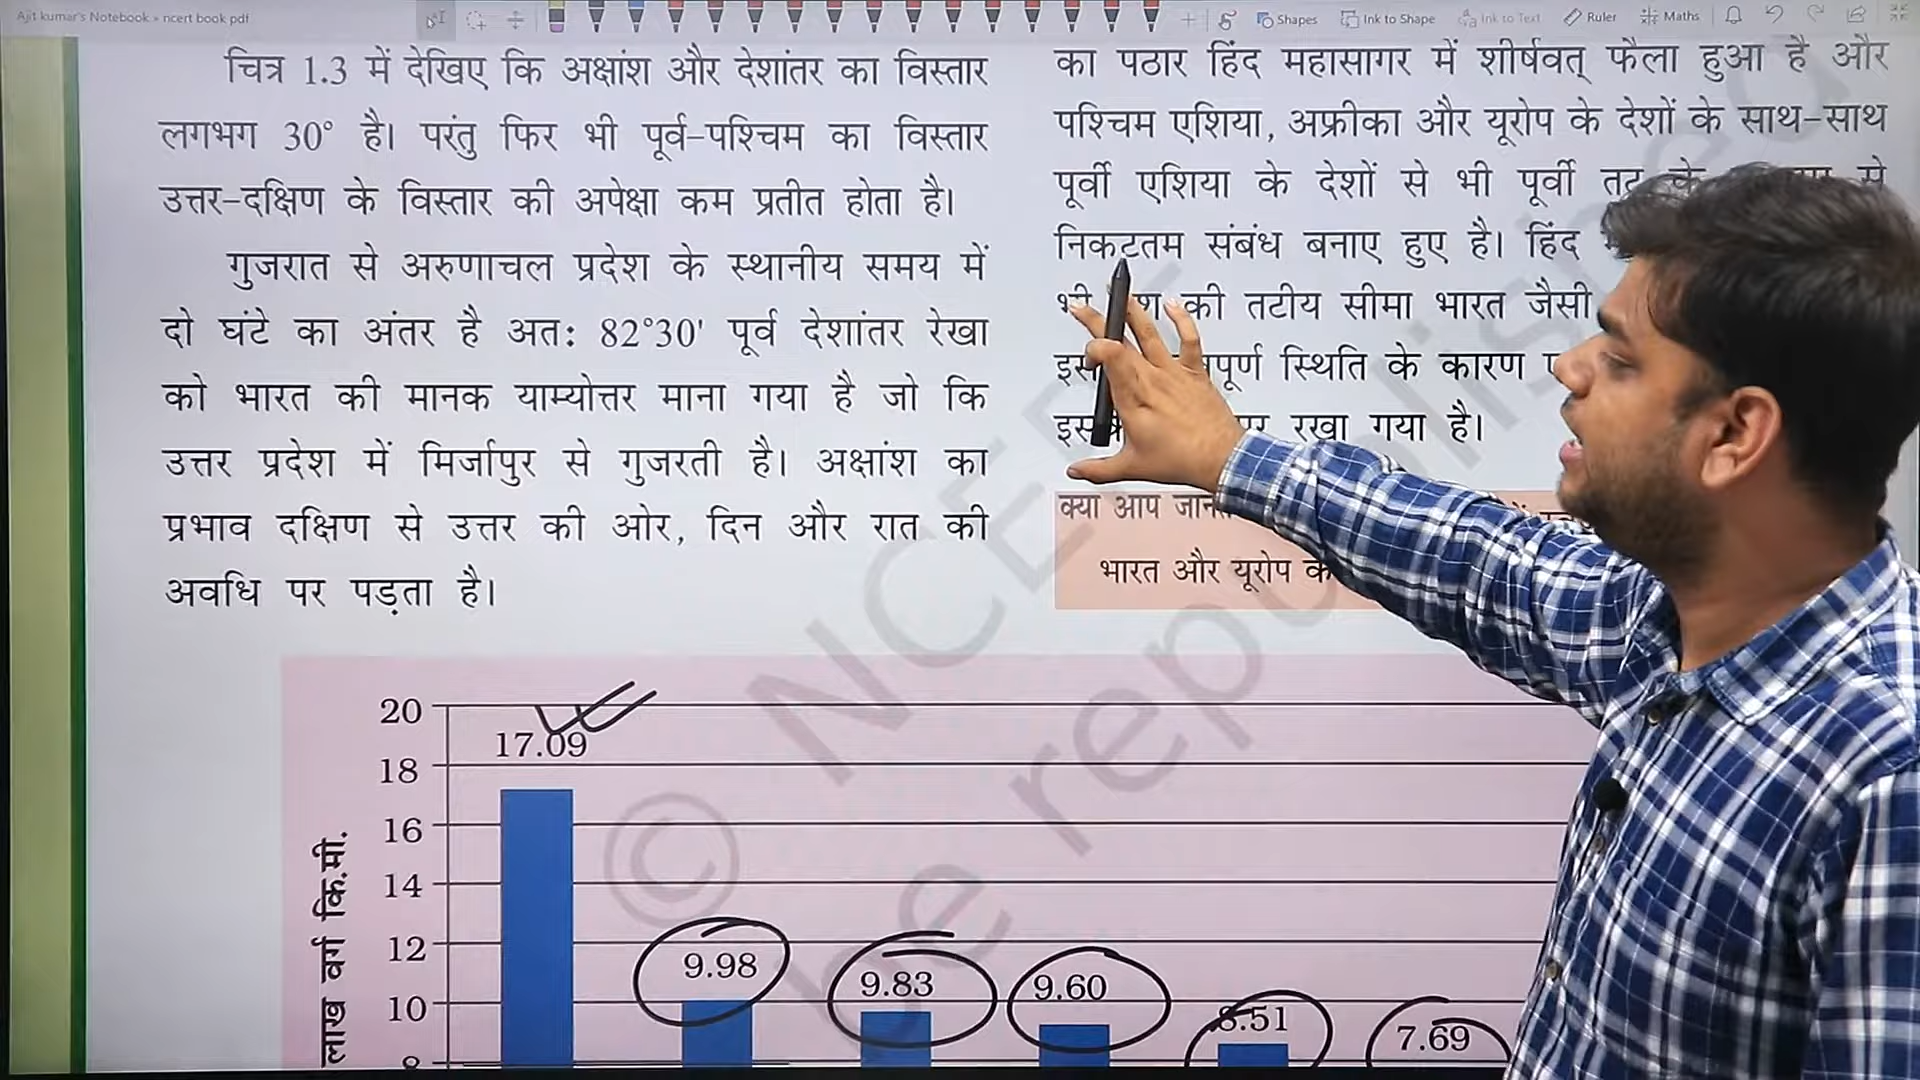 Ajit kumar's Notebook » ncert book pdf
Shapes
Ink to Shape
Ink to Text
Ruler
Maths
चित्र 1.3 में देखिए कि अक्षांश और देशांतर का विस्तार
लगभग 30° है। परंतु फिर भी पूर्व-पश्चिम का विस्तार
उत्तर-दक्षिण के विस्तार की अपेक्षा कम प्रतीत होता है।
गुजरात से अरुणाचल प्रदेश के स्थानीय समय में
दो घंटे का अंतर है अतः 82°30' पूर्व देशांतर रेखा
को भारत की मानक याम्योत्तर माना गया है जो कि
उत्तर प्रदेश में मिर्जापुर से गुजरती है। अक्षांश का
प्रभाव दक्षिण से उत्तर की ओर, दिन और रात की
अवधि पर पड़ता है।
का पठार हिंद महासागर में शीर्षवत् फैला हुआ है और
पश्चिम एशिया, अफ्रीका और यूरोप के देशों के साथ-साथ
पूर्वी एशिया के देशों से भी पूर्वी तट के से
निकटतम संबंध बनाए हुए है। हिंद
भी की तटीय सीमा भारत जैसी
स्थिति के कारण
रखा गया है।
क्या आप
भारत और यूरोप के
20
18
16
14
12
10
8
लाख वर्ग कि.मी.
17.09
9.98
9.83
9.60
8.51
7.69
© NCE
be republished